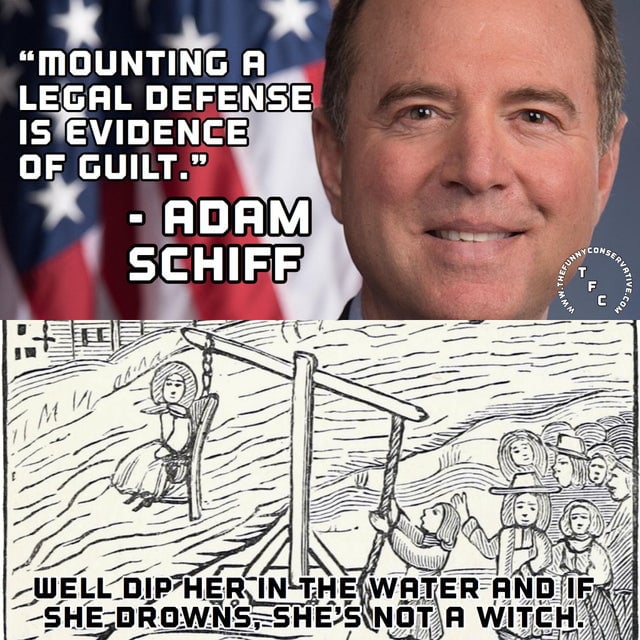 “MOUNTING A
LEGAL DEFENSE
IS EVIDENCE
OF GUILT.”
- ADAM
SCHIFF
WWW.THEFUNNYCONSERVATIVE.COM
T
F
C
WELL DIP HER IN THE WATER AND IF
SHE DROWNS, SHE'S NOT A WITCH.